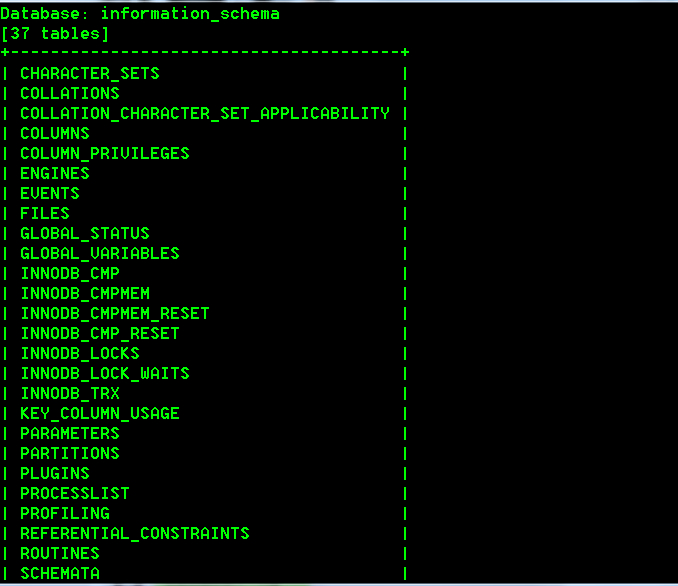 Database: information_schema
[37 tables]
+---------------------------------------+
| CHARACTER_SETS                        |
| COLLATIONS                            |
| COLLATION_CHARACTER_SET_APPLICABILITY |
| COLUMNS                               |
| COLUMN_PRIVILEGES                     |
| ENGINES                               |
| EVENTS                                |
| FILES                                 |
| GLOBAL_STATUS                         |
| GLOBAL_VARIABLES                      |
| INNODB_CMP                            |
| INNODB_CMPMEM                         |
| INNODB_CMPMEM_RESET                   |
| INNODB_CMP_RESET                      |
| INNODB_LOCKS                          |
| INNODB_LOCK_WAITS                     |
| INNODB_TRX                            |
| KEY_COLUMN_USAGE                      |
| PARAMETERS                            |
| PARTITIONS                            |
| PLUGINS                               |
| PROCESSLIST                           |
| PROFILING                             |
| REFERENTIAL_CONSTRAINTS               |
| ROUTINES                              |
| SCHEMATA                              |